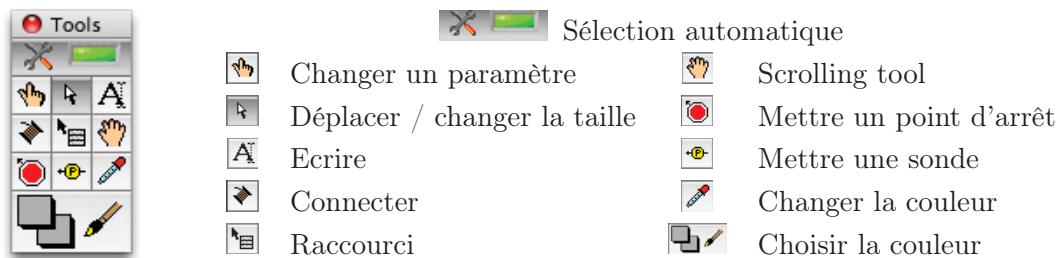 Tools
Sélection automatique
Changer un paramètre
Scrolling tool
Déplacer / changer la taille
Mettre un point d'arrêt
Ecrire
Mettre une sonde
Connecter
Changer la couleur
Raccourci
Choisir la couleur